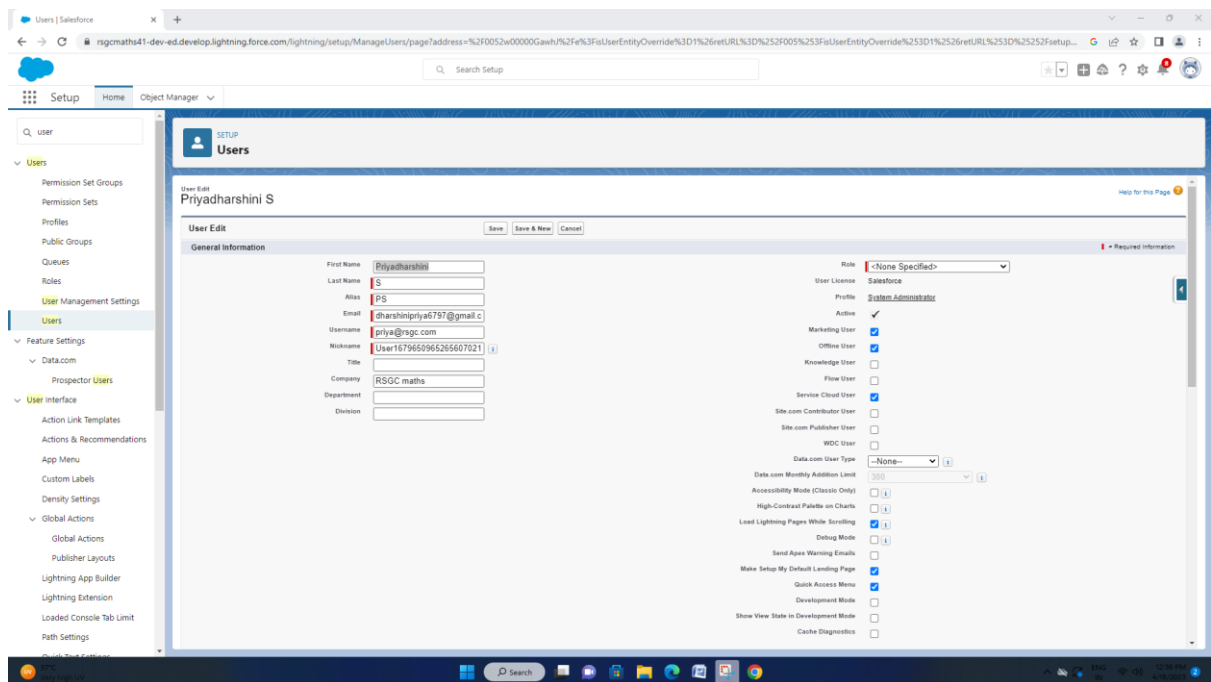 Users | Salesforce
rsgcmaths41-dev-ed.develop.lightning.force.com/lightning/setup/ManageUsers/page?address=%2F0052w00000GawhJ%2Fe%3FisUserEntityOverride%3D1%26retURL%3D%252F005%253FisUserEntityOverride%253D1%2526retURL%253D%25252Fsetup...
Search Setup
Setup Home Object Manager
user
Users
Permission Set Groups
Permission Sets
Profiles
Public Groups
Queues
Roles
User Management Settings
Users
Feature Settings
Data.com
Prospector Users
User Interface
Action Link Templates
Actions & Recommendations
App Menu
Custom Labels
Density Settings
Global Actions
Global Actions
Publisher Layouts
Lightning App Builder
Lightning Extension
Loaded Console Tab Limit
Path Settings
Quick Text Settings
SETUP
Users
User Edit
Priyadharshini S
Help for this Page
User Edit Save Save & New Cancel
General Information = Required Information
First Name Priyadharshini
Last Name S
Alias PS
Email dharshinipriya6797@gmail.c
Username priya@rsgc.com
Nickname User1679650965265607021
Title
Company RSGC maths
Department
Division
Role <None Specified>
User License Salesforce
Profile System Administrator
Active
Marketing User
Offline User
Knowledge User
Flow User
Service Cloud User
Site.com Contributor User
Site.com Publisher User
WDC User
Data.com User Type --None--
Data.com Monthly Addition Limit 300
Accessibility Mode (Classic Only)
High-Contrast Palette on Charts
Load Lightning Pages While Scrolling
Debug Mode
Send Apex Warning Emails
Make Setup My Default Landing Page
Quick Access Menu
Development Mode
Show View State in Development Mode
Cache Diagnostics
Search
ENG
12:56 PM